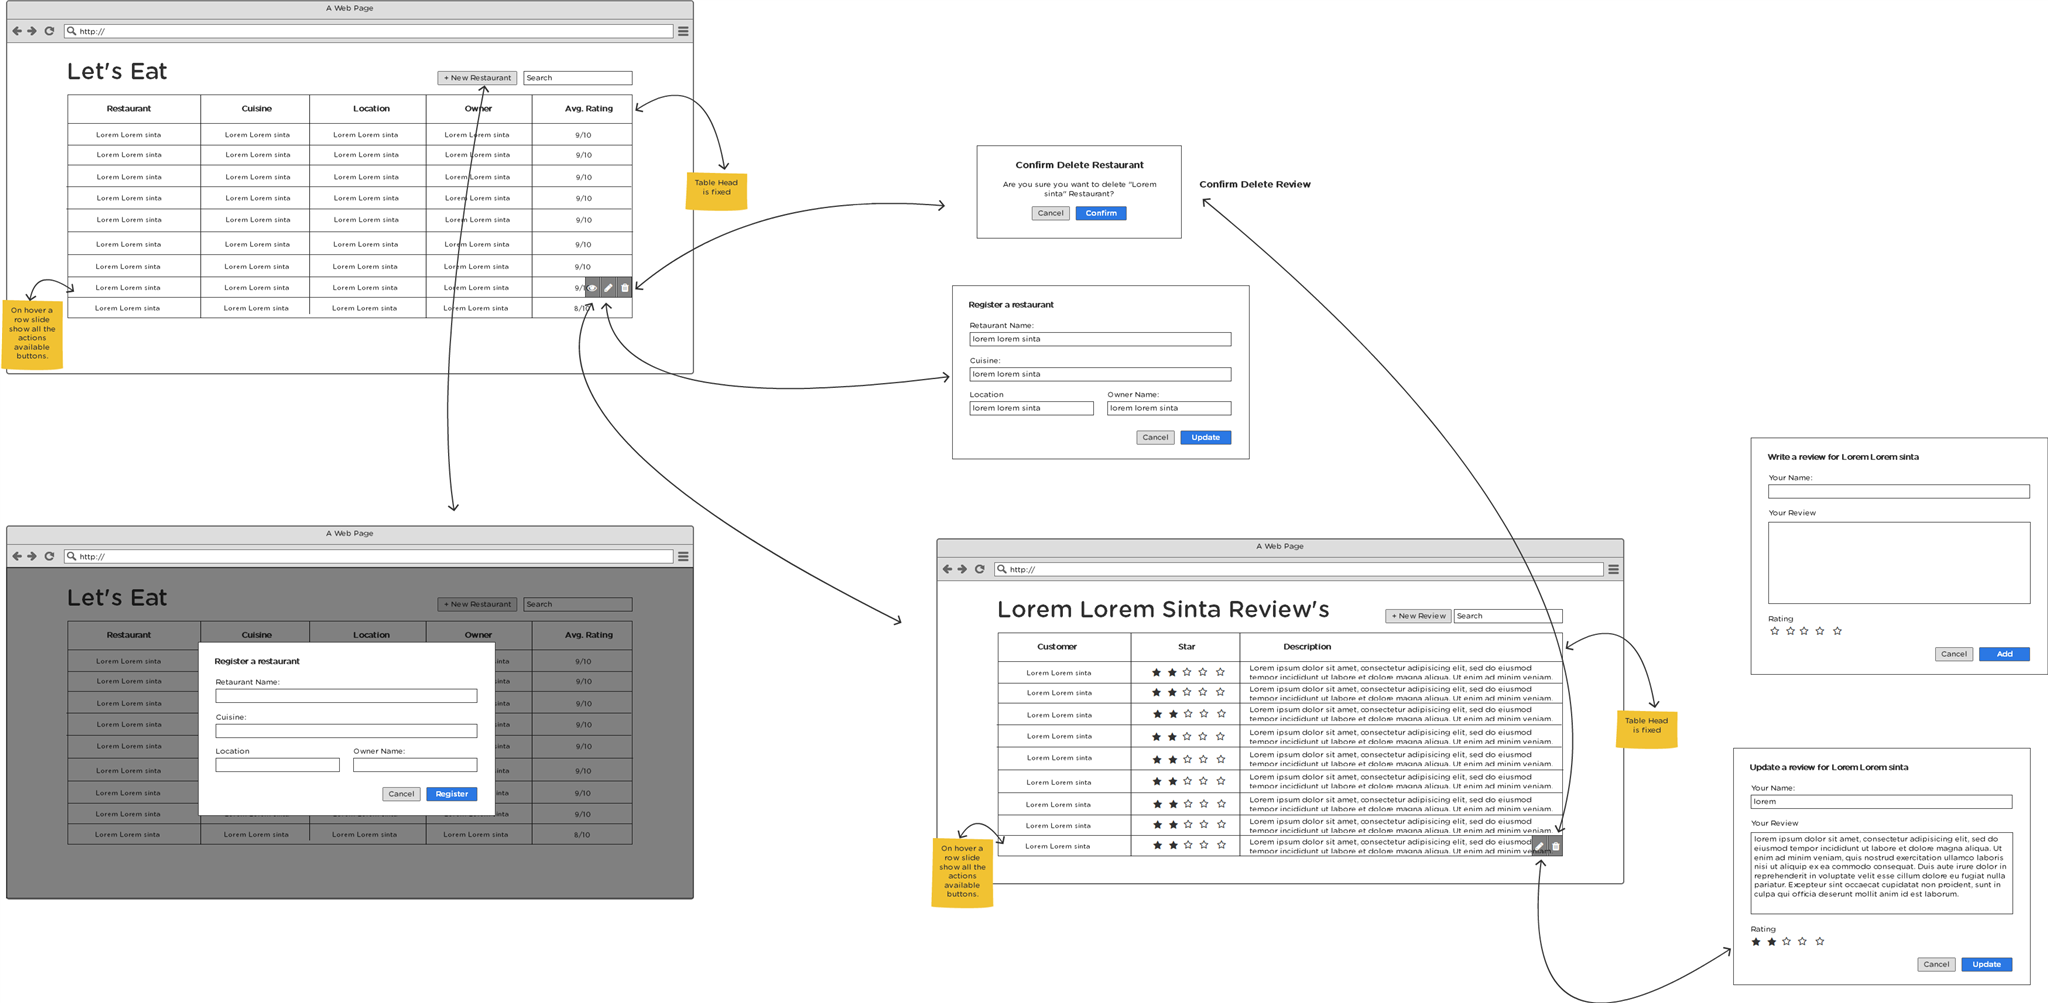 A Web Page
http://
Let's Eat
+ New Restaurant Search
Restaurant Cuisine Location Owner Avg. Rating
Lorem Lorem sinta Lorem Lorem sinta Lorem Lorem sinta Lorem Lorem sinta 9/10
Lorem Lorem sinta Lorem Lorem sinta Lorem Lorem sinta Lorem Lorem sinta 9/10
Lorem Lorem sinta Lorem Lorem sinta Lorem Lorem sinta Lorem Lorem sinta 9/10
Lorem Lorem sinta Lorem Lorem sinta Lorem Lorem sinta Lorem Lorem sinta 9/10
Lorem Lorem sinta Lorem Lorem sinta Lorem Lorem sinta Lorem Lorem sinta 9/10
Lorem Lorem sinta Lorem Lorem sinta Lorem Lorem sinta Lorem Lorem sinta 9/10
Lorem Lorem sinta Lorem Lorem sinta Lorem Lorem sinta Lorem Lorem sinta 9/10
Lorem Lorem sinta Lorem Lorem sinta Lorem Lorem sinta Lorem Lorem sinta 9/1
Lorem Lorem sinta Lorem Lorem sinta Lorem Lorem sinta Lorem Lorem sinta 8/10
On hover a
row slide
show all the
actions
available
buttons.
Table Head
is fixed
Confirm Delete Restaurant
Are you sure you want to delete "Lorem
sinta" Restaurant?
Cancel Confirm
Confirm Delete Review
Register a restaurant
Retaurant Name:
lorem lorem sinta
Cuisine:
lorem lorem sinta
Location Owner Name:
lorem lorem sinta lorem lorem sinta
Cancel Update
A Web Page
http://
Let's Eat
+ New Restaurant Search
Restaurant Cuisine Location Owner Avg. Rating
Lorem Lorem sinta inta 9/10
Lorem Lorem sinta inta 9/10
Lorem Lorem sinta inta 9/10
Lorem Lorem sinta inta 9/10
Lorem Lorem sinta inta 9/10
Lorem Lorem sinta inta 9/10
Lorem Lorem sinta inta 9/10
Lorem Lorem sinta Lorem Lorem sinta Lorem Lorem sinta Lorem Lorem sinta 9/10
Lorem Lorem sinta Lorem Lorem sinta Lorem Lorem sinta Lorem Lorem sinta 8/10
Register a restaurant
Retaurant Name:
Cuisine:
Location Owner Name:
Cancel Register
A Web Page
http://
Lorem Lorem Sinta Review's
+ New Review Search
Customer Star Description
Lorem Lorem sinta Lorem ipsum dolor sit amet, consectetur adipisicing elit, sed do eiusmod
tempor incididunt ut labore et dolore magna aliqua. Ut enim ad minim veniam,
Lorem Lorem sinta Lorem ipsum dolor sit amet, consectetur adipisicing elit, sed do eiusmod
tempor incididunt ut labore et dolore magna aliqua. Ut enim ad minim veniam,
Lorem Lorem sinta Lorem ipsum dolor sit amet, consectetur adipisicing elit, sed do eiusmod
tempor incididunt ut labore et dolore magna aliqua. Ut enim ad minim veniam,
Lorem Lorem sinta Lorem ipsum dolor sit amet, consectetur adipisicing elit, sed do eiusmod
tempor incididunt ut labore et dolore magna aliqua. Ut enim ad minim veniam,
Lorem Lorem sinta Lorem ipsum dolor sit amet, consectetur adipisicing elit, sed do eiusmod
tempor incididunt ut labore et dolore magna aliqua. Ut enim ad minim veniam,
Lorem Lorem sinta Lorem ipsum dolor sit amet, consectetur adipisicing elit, sed do eiusmod
tempor incididunt ut labore et dolore magna aliqua. Ut enim ad minim veniam,
Lorem Lorem sinta Lorem ipsum dolor sit amet, consectetur adipisicing elit, sed do eiusmod
tempor incididunt ut labore et dolore magna aliqua. Ut enim ad minim veniam,
Lorem Lorem sinta Lorem ipsum dolor sit amet, consectetur adipisicing elit, sed do eiusmod
tempor incididunt ut labore et dolore magna aliqua. Ut enim ad minim veniam,
Lorem Lorem sinta Lorem ipsum dolor sit amet, consectetur adipisicing elit, sed do eiusmod
tempor incididunt ut labore et dolore magna aliqua. Ut enim ad minim veniam,
On hover a
row slide
show all the
actions
available
buttons.
Table Head
is fixed
Write a review for Lorem Lorem sinta
Your Name:
Your Review
Rating
Cancel Add
Update a review for Lorem Lorem sinta
Your Name:
lorem
Your Review
lorem ipsum dolor sit amet, consectetur adipisicing elit, sed do
eiusmod tempor incididunt ut labore et dolore magna aliqua. Ut
enim ad minim veniam, quis nostrud exercitation ullamco laboris
nisi ut aliquip ex ea commodo consequat. Duis aute irure dolor in
reprehenderit in voluptate velit esse cillum dolore eu fugiat nulla
pariatur. Excepteur sint occaecat cupidatat non proident, sunt in
culpa qui officia deserunt mollit anim id est laborum.
Rating
Cancel Update